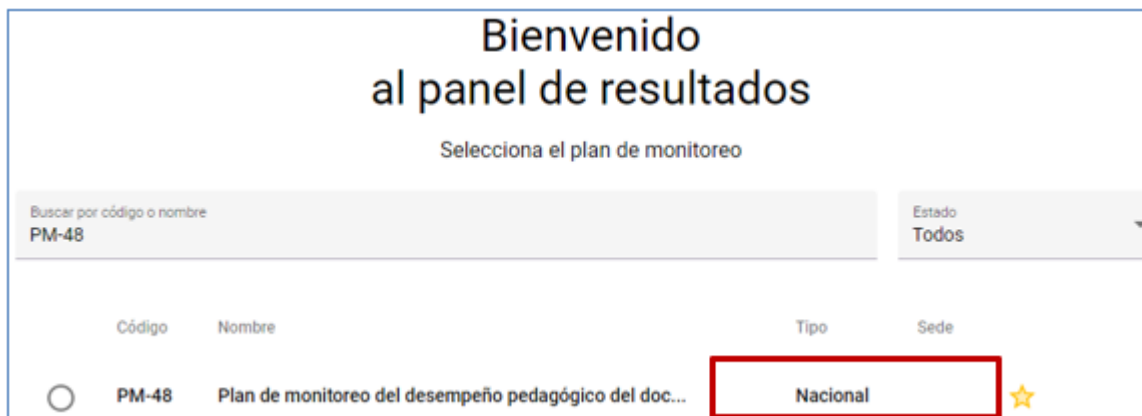 Bienvenido
al panel de resultados
Selecciona el plan de monitoreo
Buscar por código o nombre
PM-48
Estado
Todos
Código Nombre Tipo Sede
PM-48 Plan de monitoreo del desempeño pedagógico del doc... Nacional